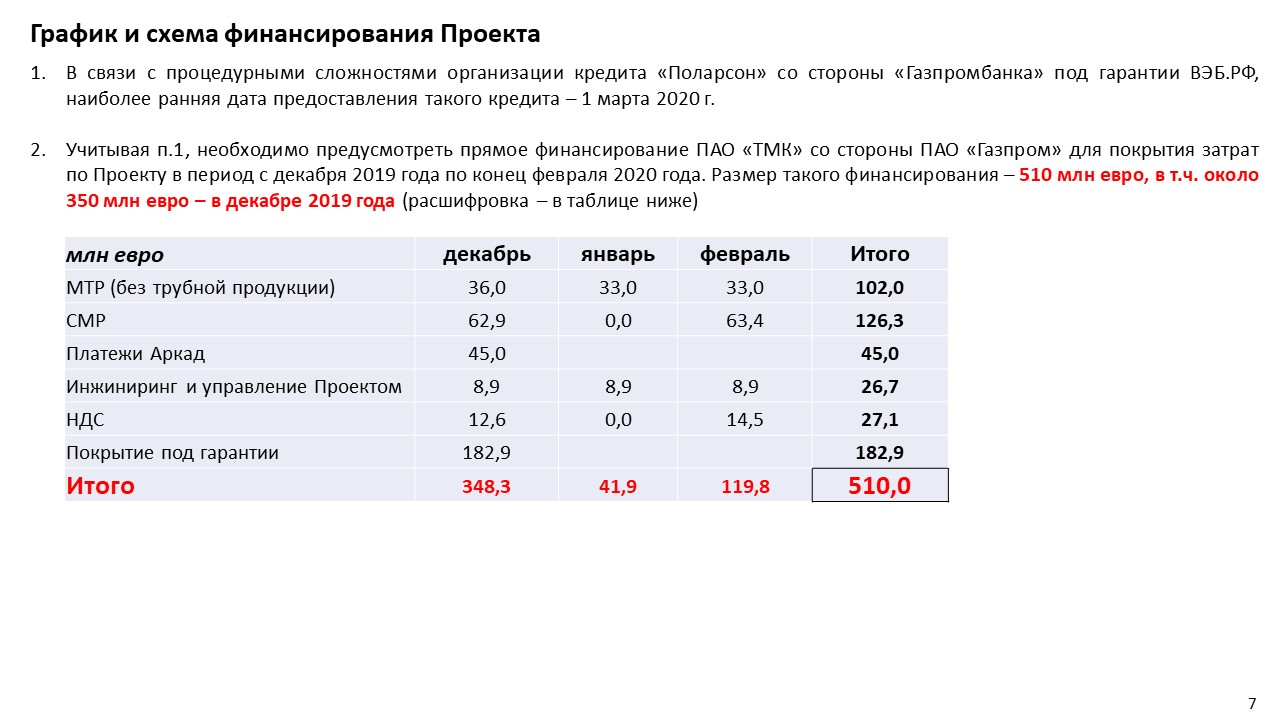 График и схема финансирования Проекта
1. В связи с процедурными сложностями организации кредита «Поларсон» со стороны «Газпромбанка» под гарантии ВЭБ.РФ,
наиболее ранняя дата предоставления такого кредита – 1 марта 2020 г.
2. Учитывая п.1, необходимо предусмотреть прямое финансирование ПАО «ТМК» со стороны ПАО «Газпром» для покрытия затрат
по Проекту в период с декабря 2019 года по конец февраля 2020 года. Размер такого финансирования – 510 млн евро, в т.ч. около
350 млн евро – в декабре 2019 года (расшифровка – в таблице ниже)
млн евро декабрь январь февраль Итого
МТР (без трубной продукции) 36,0 33,0 33,0 102,0
СМР 62,9 0,0 63,4 126,3
Платежи Аркад 45,0 45,0
Инжиниринг и управление Проектом 8,9 8,9 8,9 26,7
НДС 12,6 0,0 14,5 27,1
Покрытие под гарантии 182,9 182,9
Итого 348,3 41,9 119,8 510,0
7